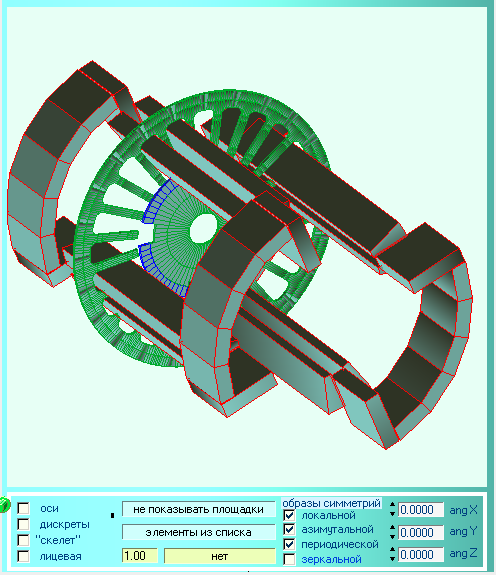 оси
не показывать площадки
образы симметрий
локальной
0.0000 ang X
дискреты
элементы из списка
азимутальной
0.0000 ang Y
"скелет"
периодической
лицевая
1.00
нет
зеркальной
0.0000 ang Z